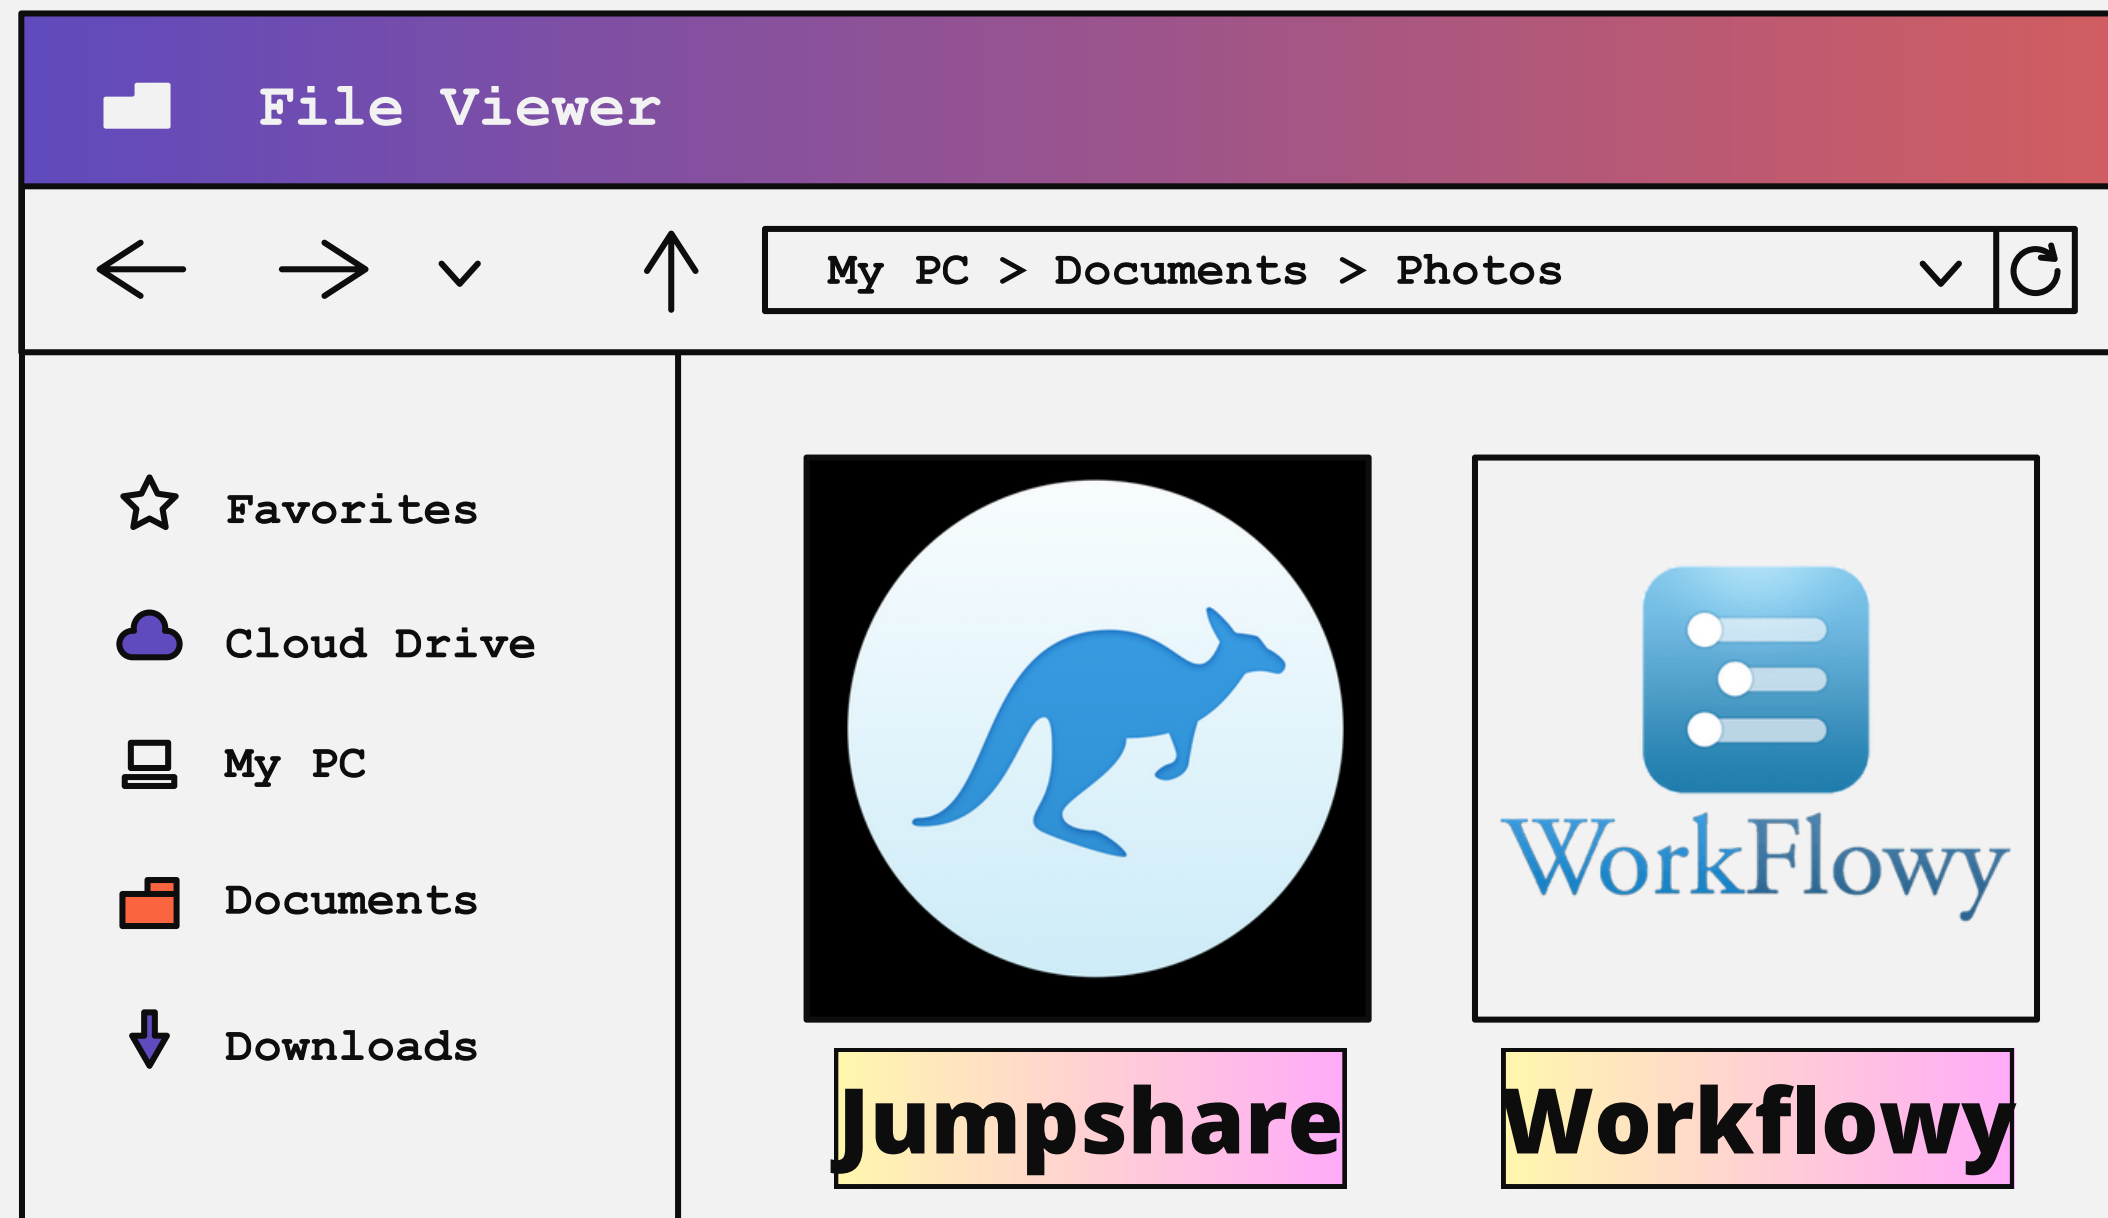 File Viewer
My PC > Documents > Photos
Favorites
Cloud Drive
My PC
Documents
Downloads
WorkFlowy
Jumpshare
Workflowy